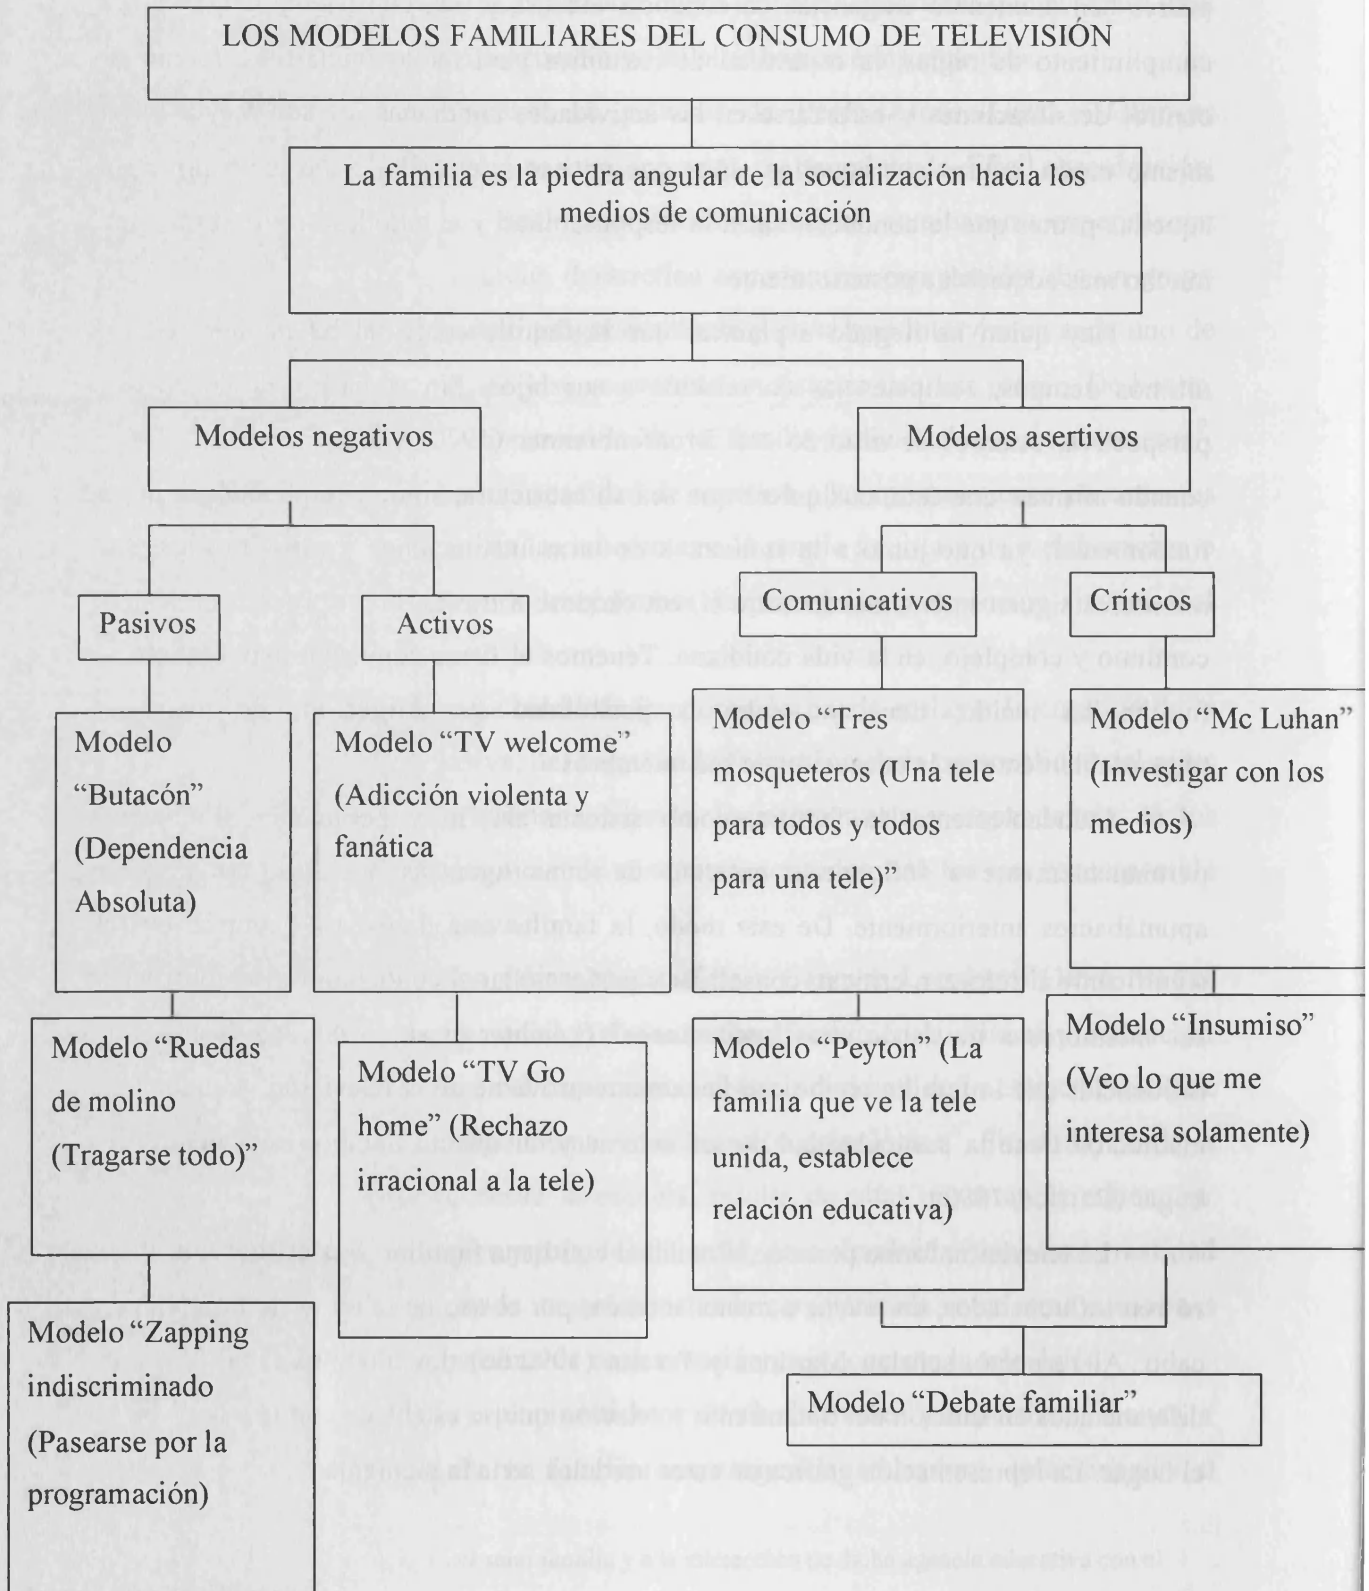 LOS MODELOS FAMILIARES DEL CONSUMO DE TELEVISIÓN
La familia es la piedra angular de la socialización hacia los
medios de comunicación
Modelos negativos
Modelos asertivos
Pasivos
Activos
Comunicativos
Críticos
Modelo
“Butacón”
(Dependencia
Absoluta)
Modelo “TV welcome”
(Adicción violenta y
fanática
Modelo “Tres
mosqueteros (Una tele
para todos y todos
para una tele)”
Modelo “Mc Luhan”
(Investigar con los
medios)
Modelo “Ruedas
de molino
(Tragarse todo)”
Modelo “TV Go
home” (Rechazo
irracional a la tele)
Modelo “Peyton” (La
familia que ve la tele
unida, establece
relación educativa)
Modelo “Insumiso”
(Veo lo que me
interesa solamente)
Modelo “Zapping
indiscriminado
(Pasearse por la
programación)
Modelo “Debate familiar”